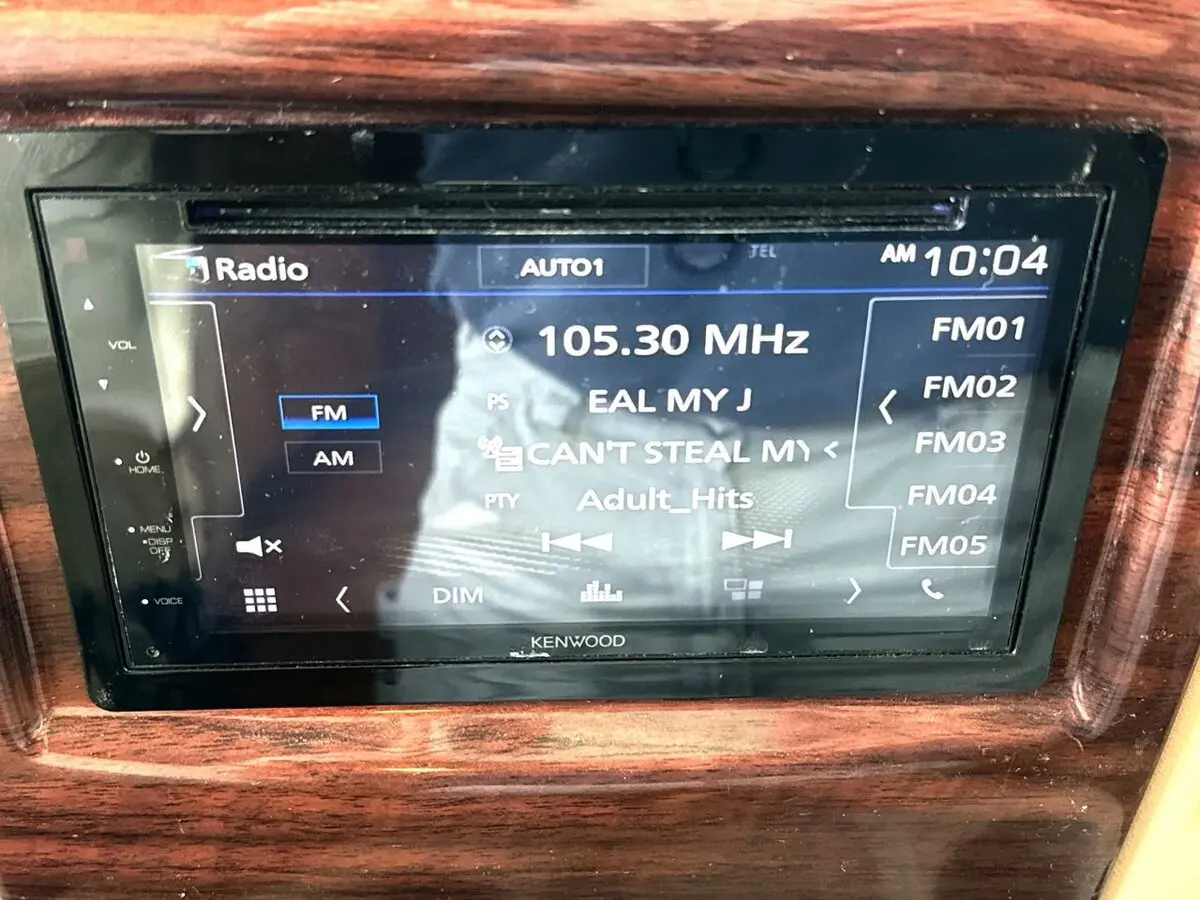 Radio AUTO1 TEL AM 10:04
105.30 MHz
FM01
VOL
PS EAL MY J
FM02
FM
CAN'T STEAL MY
FM03
AM
HOME
PTY Adult_Hits
FM04
MENU
DISP
OFF
FM05
VOICE
DIM
KENWOOD